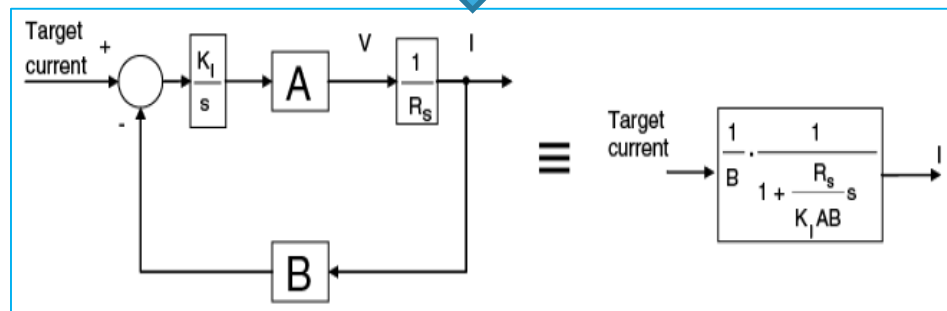 Target
current
+
-
K_I
s
A
V
1
R_s
I
B
≡
Target
current
1
B
·
1
1 +
R_s
K_I AB
s
I